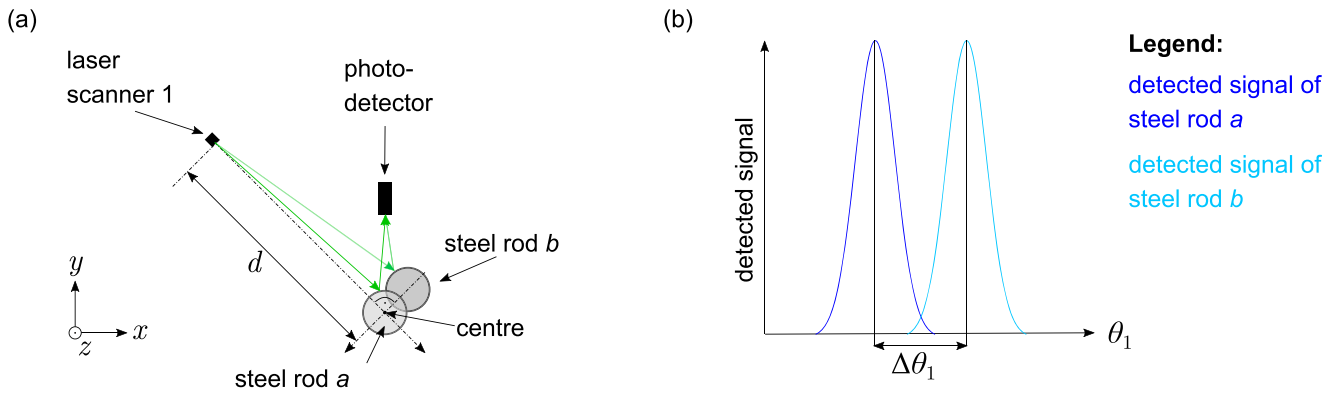 (a)
laser
scanner 1
photo-
detector
steel rod b
d
y
x
z
centre
steel rod a
(b)
detected signal
θ₁
Δθ₁
Legend:
detected signal of
steel rod a
detected signal of
steel rod b